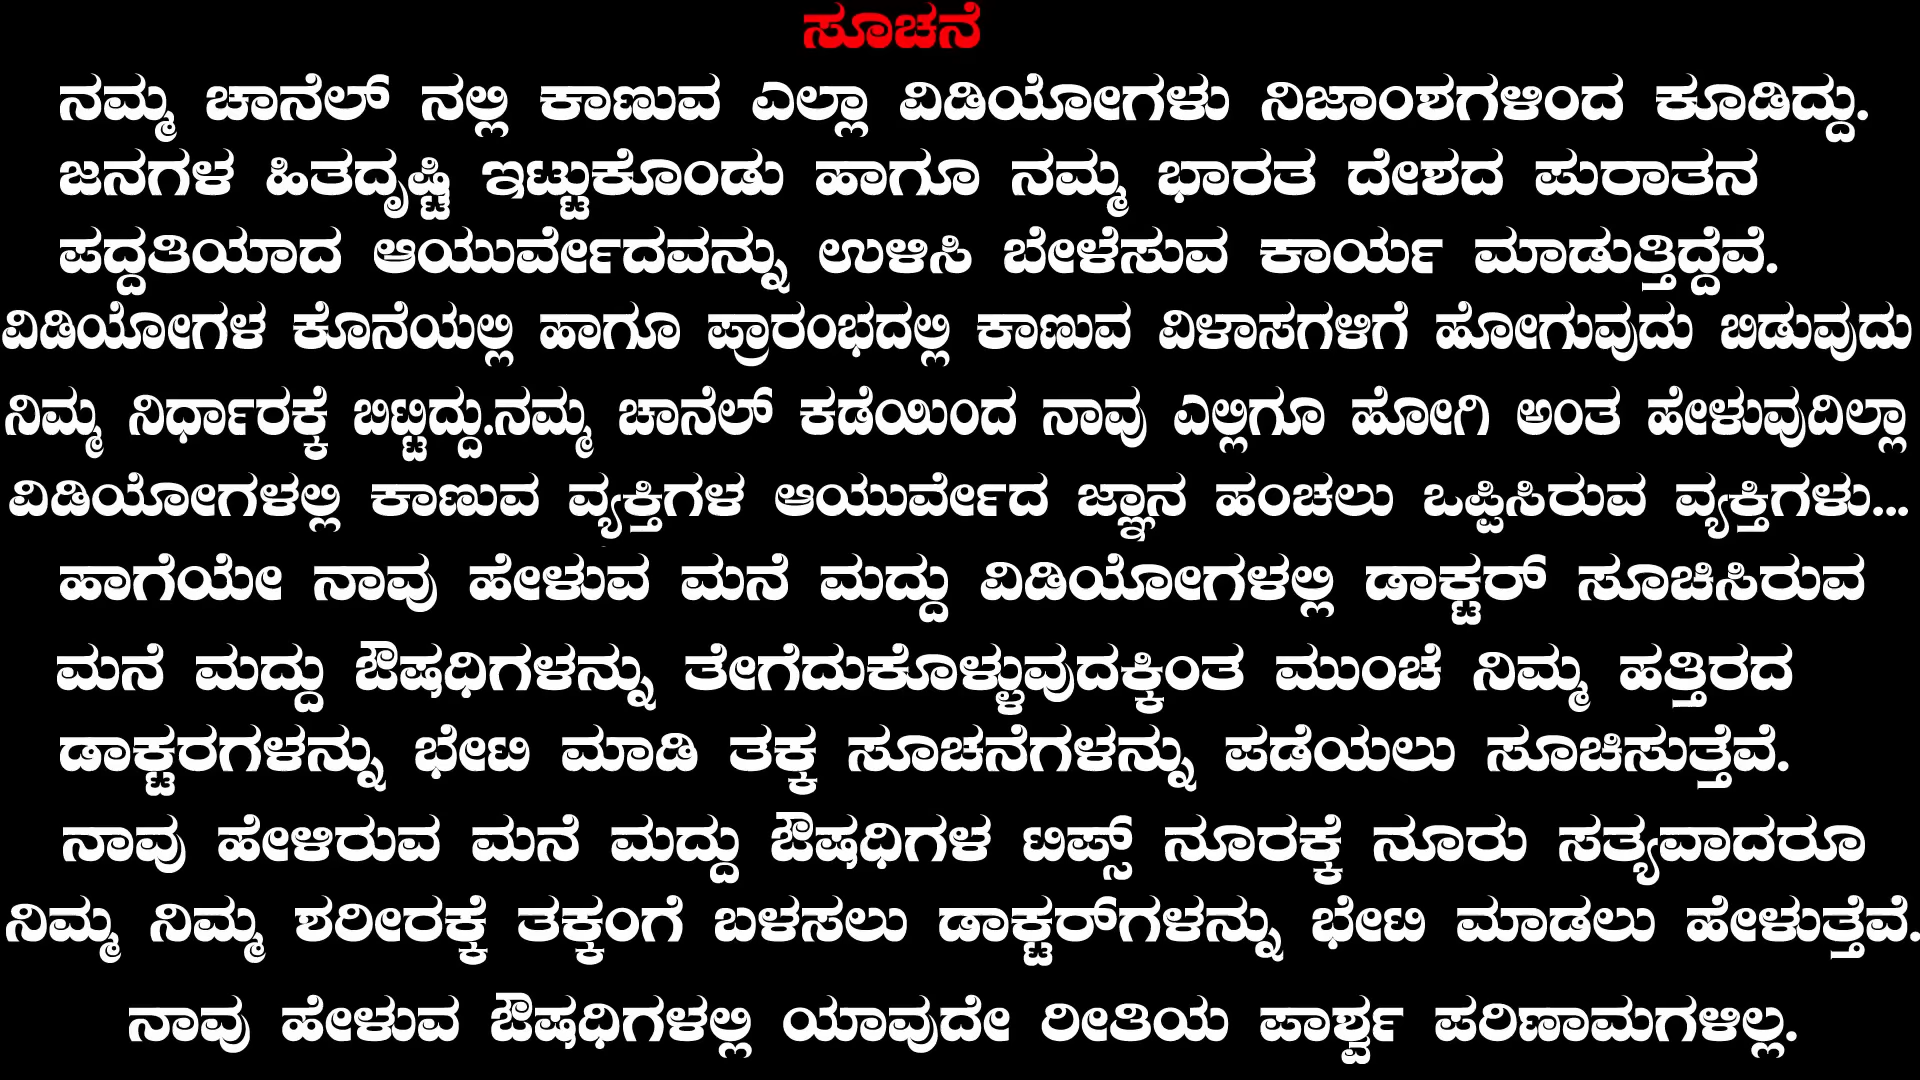 ಸೂಚನೆ
ನಮ್ಮ ಚಾನೆಲ್ ನಲ್ಲಿ ಕಾಣುವ ಎಲ್ಲಾ ವಿಡಿಯೋಗಳು ನಿಜಾಂಶಗಳಿಂದ ಕೂಡಿದ್ದು.
ಜನಗಳ ಹಿತದೃಷ್ಟಿ ಇಟ್ಟುಕೊಂಡು ಹಾಗೂ ನಮ್ಮ ಭಾರತ ದೇಶದ ಪುರಾತನ
ಪದ್ದತಿಯಾದ ಆಯುರ್ವೇದವನ್ನು ಉಳಿಸಿ ಬೇಳೆಸುವ ಕಾರ್ಯ ಮಾಡುತ್ತಿದ್ದೆವೆ.
ವಿಡಿಯೋಗಳ ಕೊನೆಯಲ್ಲಿ ಹಾಗೂ ಪ್ರಾರಂಭದಲ್ಲಿ ಕಾಣುವ ವಿಳಾಸಗಳಿಗೆ ಹೋಗುವುದು ಬಿಡುವುದು
ನಿಮ್ಮ ನಿರ್ಧಾರಕ್ಕೆ ಬಿಟ್ಟಿದ್ದು.ನಮ್ಮ ಚಾನೆಲ್ ಕಡೆಯಿಂದ ನಾವು ಎಲ್ಲಿಗೂ ಹೋಗಿ ಅಂತ ಹೇಳುವುದಿಲ್ಲಾ
ವಿಡಿಯೋಗಳಲ್ಲಿ ಕಾಣುವ ವ್ಯಕ್ತಿಗಳ ಆಯುರ್ವೇದ ಜ್ಞಾನ ಹಂಚಲು ಒಪ್ಪಿಸಿರುವ ವ್ಯಕ್ತಿಗಳು...
ಹಾಗೆಯೇ ನಾವು ಹೇಳುವ ಮನೆ ಮದ್ದು ವಿಡಿಯೋಗಳಲ್ಲಿ ಡಾಕ್ಟರ್ ಸೂಚಿಸಿರುವ
ಮನೆ ಮದ್ದು ಔಷಧಿಗಳನ್ನು ತೇಗೆದುಕೊಳ್ಳುವುದಕ್ಕಿಂತ ಮುಂಚೆ ನಿಮ್ಮ ಹತ್ತಿರದ
ಡಾಕ್ಟರಗಳನ್ನು ಭೇಟಿ ಮಾಡಿ ತಕ್ಕ ಸೂಚನೆಗಳನ್ನು ಪಡೆಯಲು ಸೂಚಿಸುತ್ತೆವೆ.
ನಾವು ಹೇಳಿರುವ ಮನೆ ಮದ್ದು ಔಷಧಿಗಳ ಟಿಪ್ಸ್ ನೂರಕ್ಕೆ ನೂರು ಸತ್ಯವಾದರೂ
ನಿಮ್ಮ ನಿಮ್ಮ ಶರೀರಕ್ಕೆ ತಕ್ಕಂಗೆ ಬಳಸಲು ಡಾಕ್ಟರ್‌ಗಳನ್ನು ಭೇಟಿ ಮಾಡಲು ಹೇಳುತ್ತೆವೆ.
ನಾವು ಹೇಳುವ ಔಷಧಿಗಳಲ್ಲಿ ಯಾವುದೇ ರೀತಿಯ ಪಾರ್ಶ್ವ ಪರಿಣಾಮಗಳಿಲ್ಲ.